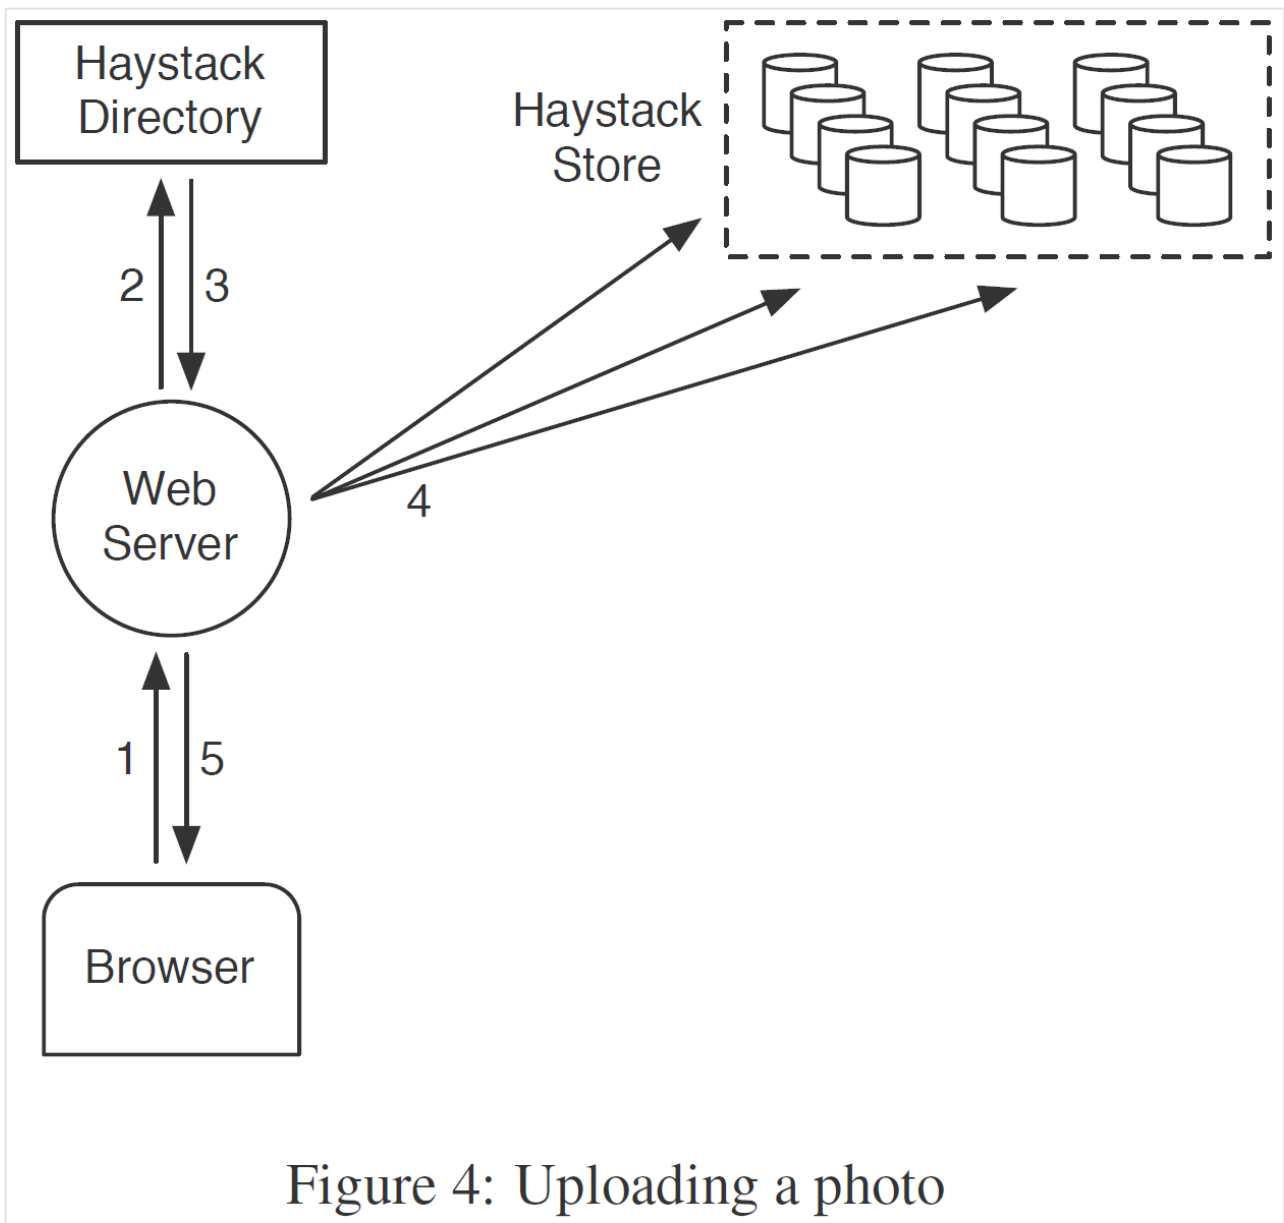 Haystack
Directory
Haystack
Store
2
3
Web
Server
4
1
5
Browser
Figure 4: Uploading a photo